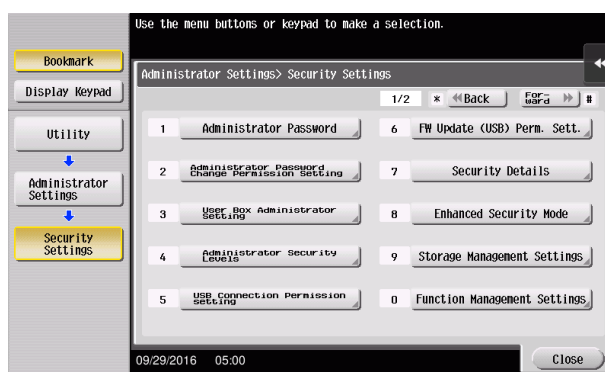 Use the menu buttons or keypad to make a selection.
Bookmark
Display Keypad
Utility
Administrator
Settings
Security
Settings
Administrator Settings> Security Settings
1/2 * Back For-
ward #
1 Administrator Password
2 Administrator Password
Change Permission Setting
3 User Box Administrator
Setting
4 Administrator Security
Levels
5 USB Connection Permission
setting
6 FW Update (USB) Perm. Sett.
7 Security Details
8 Enhanced Security Mode
9 Storage Management Settings
0 Function Management Settings
09/29/2016 05:00
Close